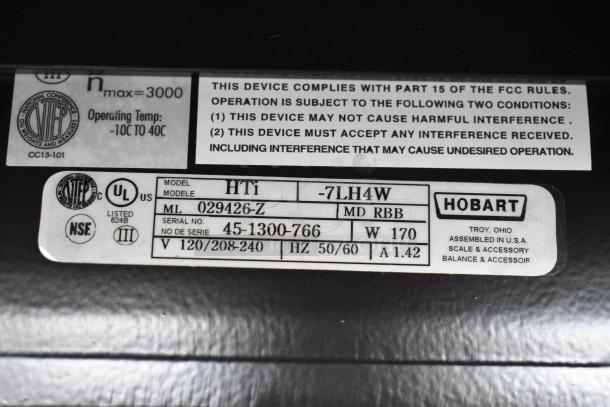 III
n max=3000
NATIONAL CONFERENCE ON WEIGHTS AND MEASURES
NTEP
Operating Temp:
-10C TO 40C
CC13-101
THIS DEVICE COMPLIES WITH PART 15 OF THE FCC RULES.
OPERATION IS SUBJECT TO THE FOLLOWING TWO CONDITIONS:
(1) THIS DEVICE MAY NOT CAUSE HARMFUL INTERFERENCE .
(2) THIS DEVICE MUST ACCEPT ANY INTERFERENCE RECEIVED.
INCLUDING INTERFERENCE THAT MAY CAUSE UNDESIRED OPERATION.
NTEP
C UL US
LISTED
624B
NSF
III
MODEL
MODELE
HTi -7LH4W
ML 029426-Z MD RBB
SERIAL NO.
NO DE SERIE 45-1300-766 W 170
V 120/208-240 HZ 50/60 A 1.42
HOBART
TROY, OHIO
ASSEMBLED IN U.S.A.
SCALE & ACCESSORY
BALANCE & ACCESSOIR